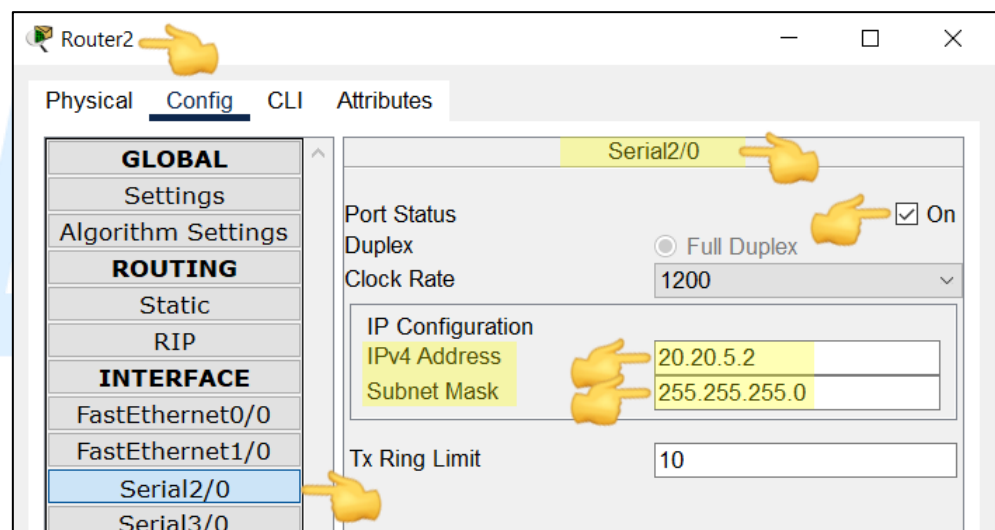 Router2
Physical Config CLI Attributes
GLOBAL
Settings
Algorithm Settings
ROUTING
Static
RIP
INTERFACE
FastEthernet0/0
FastEthernet1/0
Serial2/0
Serial3/0
Serial2/0
Port Status On
Duplex Full Duplex
Clock Rate 1200
IP Configuration
IPv4 Address 20.20.5.2
Subnet Mask 255.255.255.0
Tx Ring Limit 10